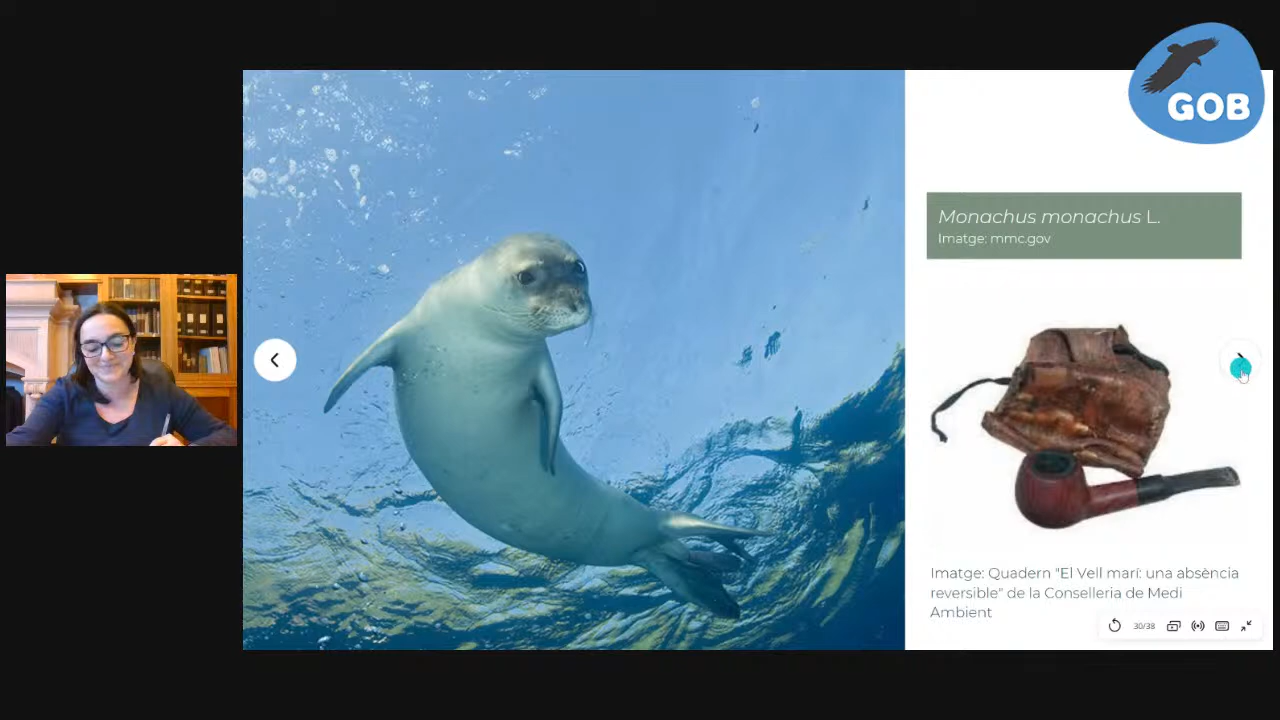 GOB
Monachus monachus L.
Imatge: mmc.gov
Imatge: Quadern "El Vell marí: una absència
reversible" de la Conselleria de Medi
Ambient
30/38